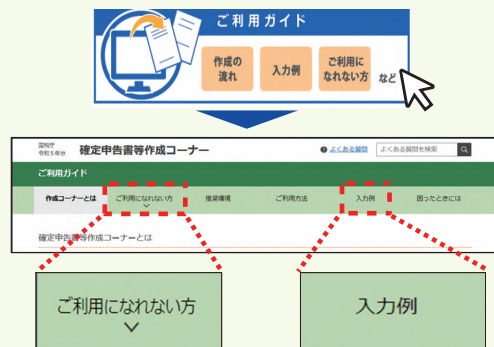 ご利用ガイド
作成の
流れ
入力例
ご利用に
なれない方
など
国税庁
令和5年分
確定申告書等作成コーナー
よくある質問
よくある質問を検索
ご利用ガイド
作成コーナーとは
ご利用になれない方
推奨環境
ご利用方法
入力例
困ったときには
確定申告書等作成コーナーとは
ご利用になれない方
入力例